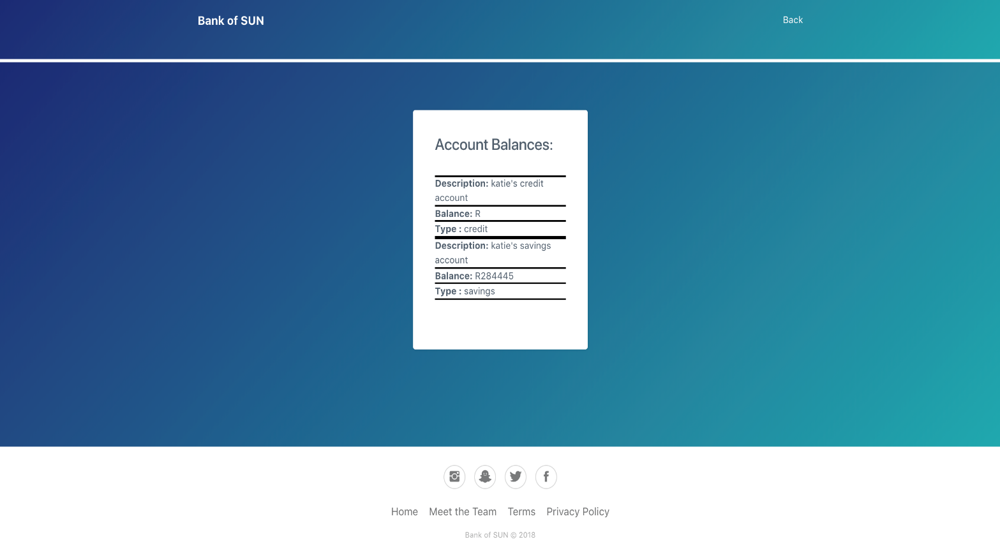 Bank of SUN
Back
Account Balances:
Description: katie's credit
account
Balance: R
Type : credit
Description: katie's savings
account
Balance: R284445
Type : savings
Home Meet the Team Terms Privacy Policy
Bank of SUN © 2018